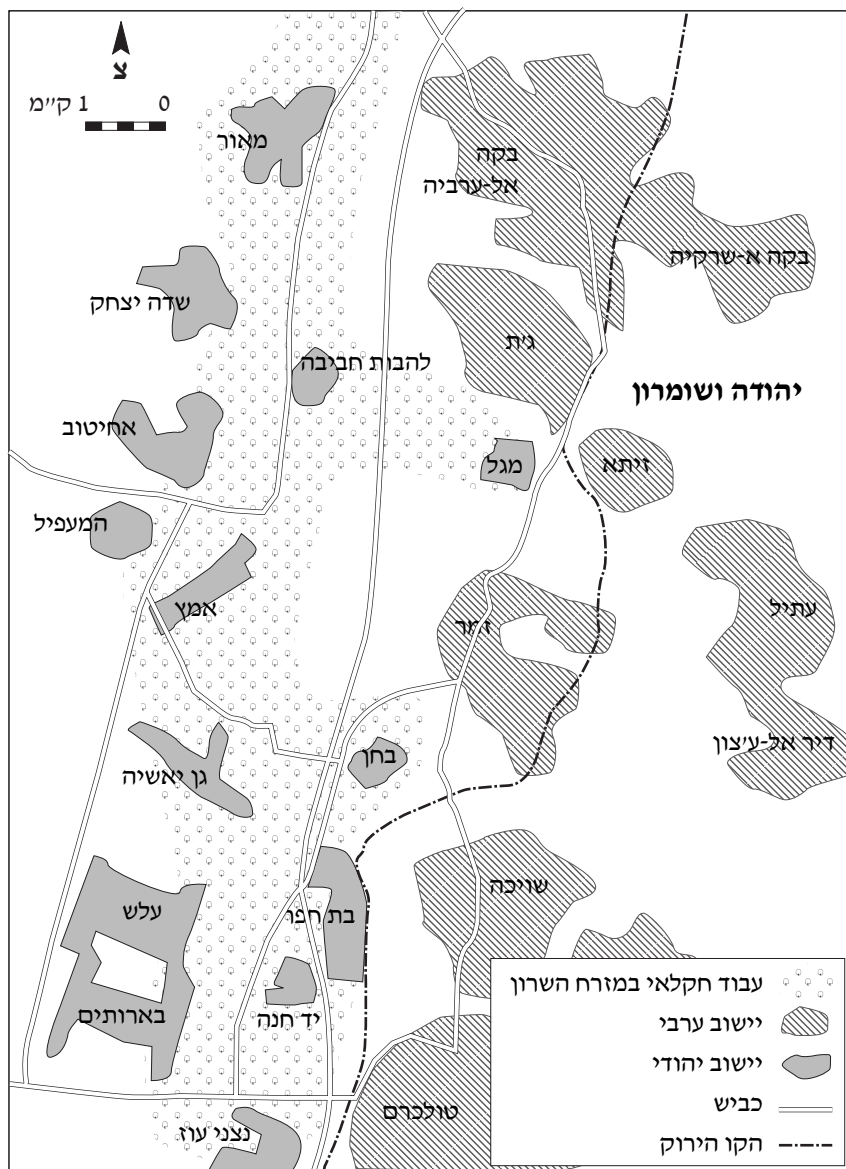 צ
0 1 ק״מ
מאור
בקה
אל-ערביה
בקה א-שרקיה
שדה יצחק
ג׳ת
להבות חביבה
יהודה ושומרון
אחיטוב
מגל
זיתא
המעפיל
אמץ
זמר
עתיל
דיר אל-ע׳צון
בחן
גן יאשיה
שויכה
עלש
בת חפר
בארותים
יד חנה
טולכרם
נצני עוז
עבוד חקלאי במזרח השרון
יישוב ערבי
יישוב יהודי
כביש
הקו הירוק